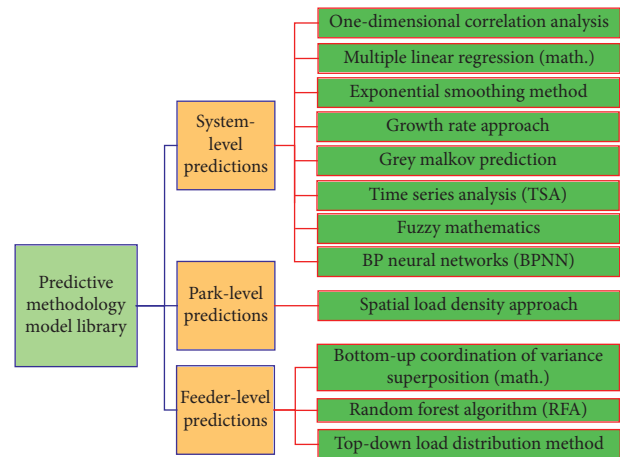 Predictive
methodology
model library
System-
level
predictions
One-dimensional correlation analysis
Multiple linear regression (math.)
Exponential smoothing method
Growth rate approach
Grey malkov prediction
Time series analysis (TSA)
Fuzzy mathematics
BP neural networks (BPNN)
Park-level
predictions
Spatial load density approach
Feeder-level
predictions
Bottom-up coordination of variance
superposition (math.)
Random forest algorithm (RFA)
Top-down load distribution method